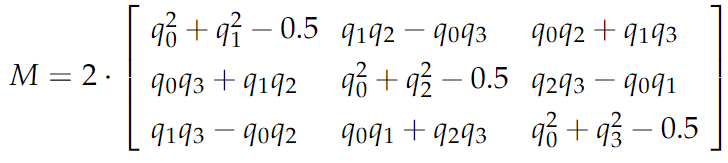 M = 2 · [ q₀² + q₁² − 0.5  q₁q₂ − q₀q₃  q₀q₂ + q₁q₃
q₀q₃ + q₁q₂  q₀² + q₂² − 0.5  q₂q₃ − q₀q₁
q₁q₃ − q₀q₂  q₀q₁ + q₂q₃  q₀² + q₃² − 0.5 ]